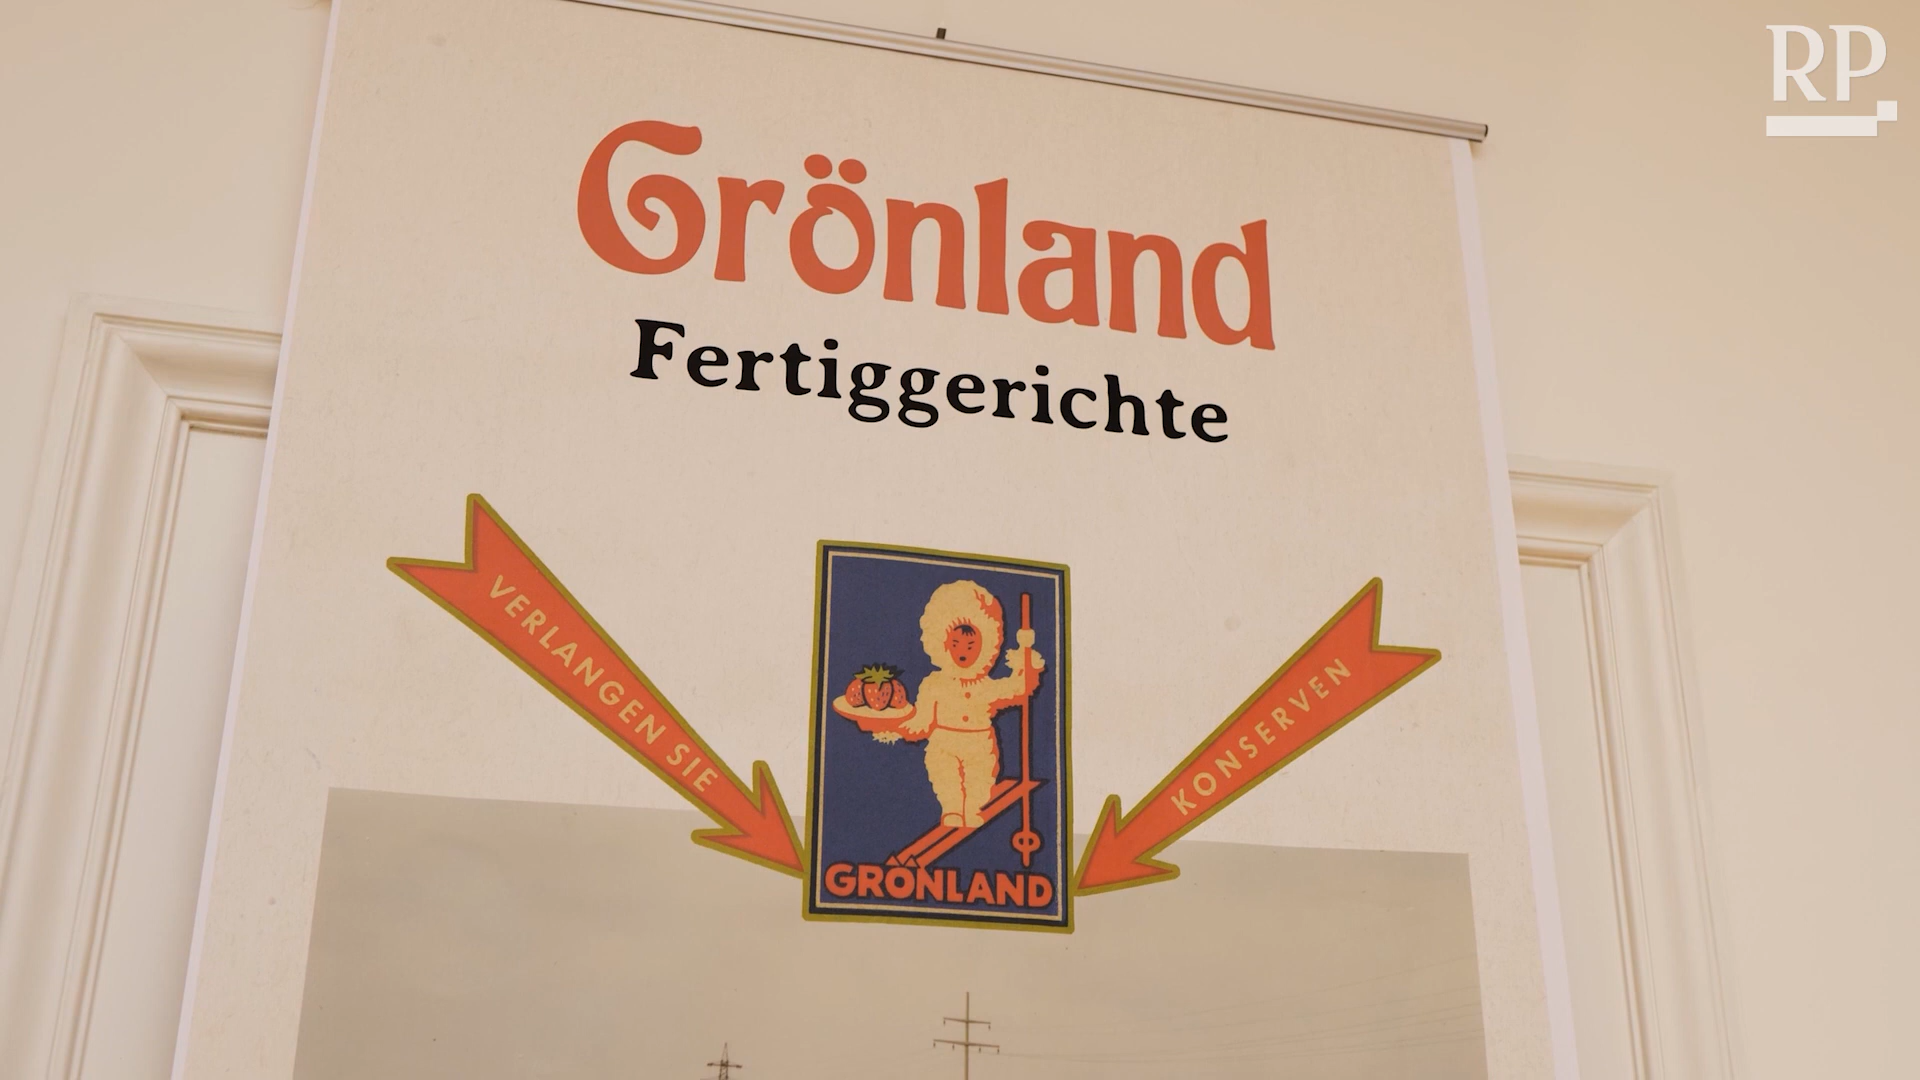 RP
Grönland
Fertiggerichte
VERLANGEN SIE
KONSERVEN
GRÖNLAND